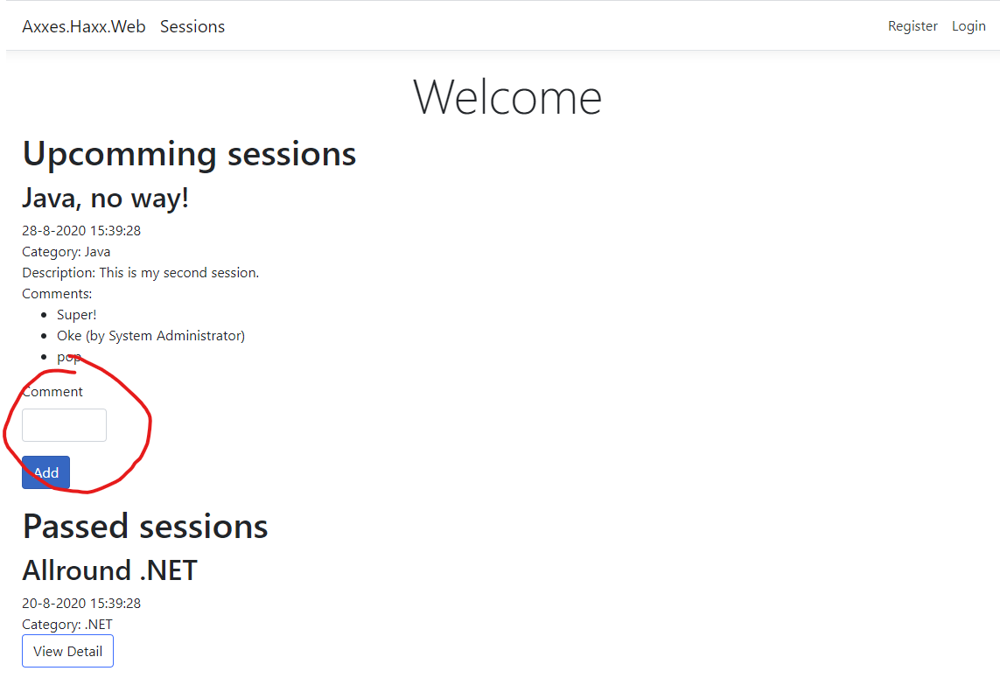 Axxes.Haxx.Web Sessions Register Login
Welcome
Upcomming sessions
Java, no way!
28-8-2020 15:39:28
Category: Java
Description: This is my second session.
Comments:
Super!
Oke (by System Administrator)
pop
Comment
Add
Passed sessions
Allround .NET
20-8-2020 15:39:28
Category: .NET
View Detail